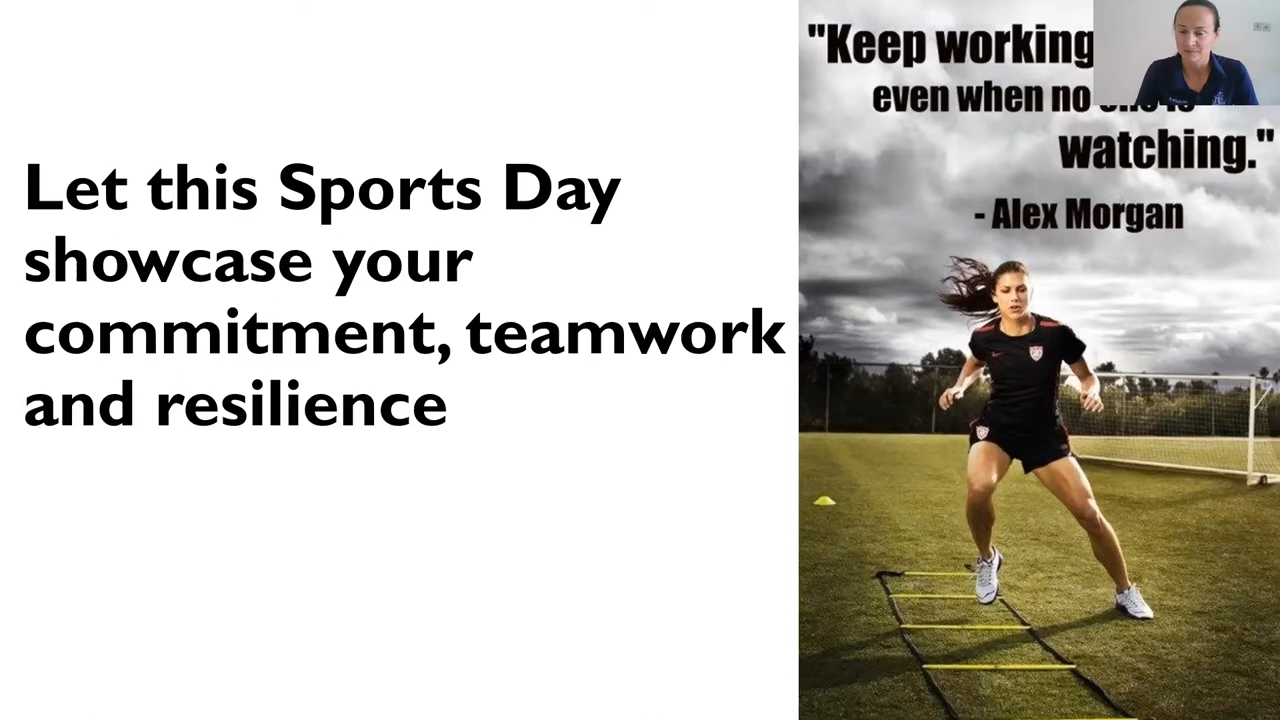 Let this Sports Day
showcase your
commitment, teamwork
and resilience
"Keep working
even when no
watching."
- Alex Morgan